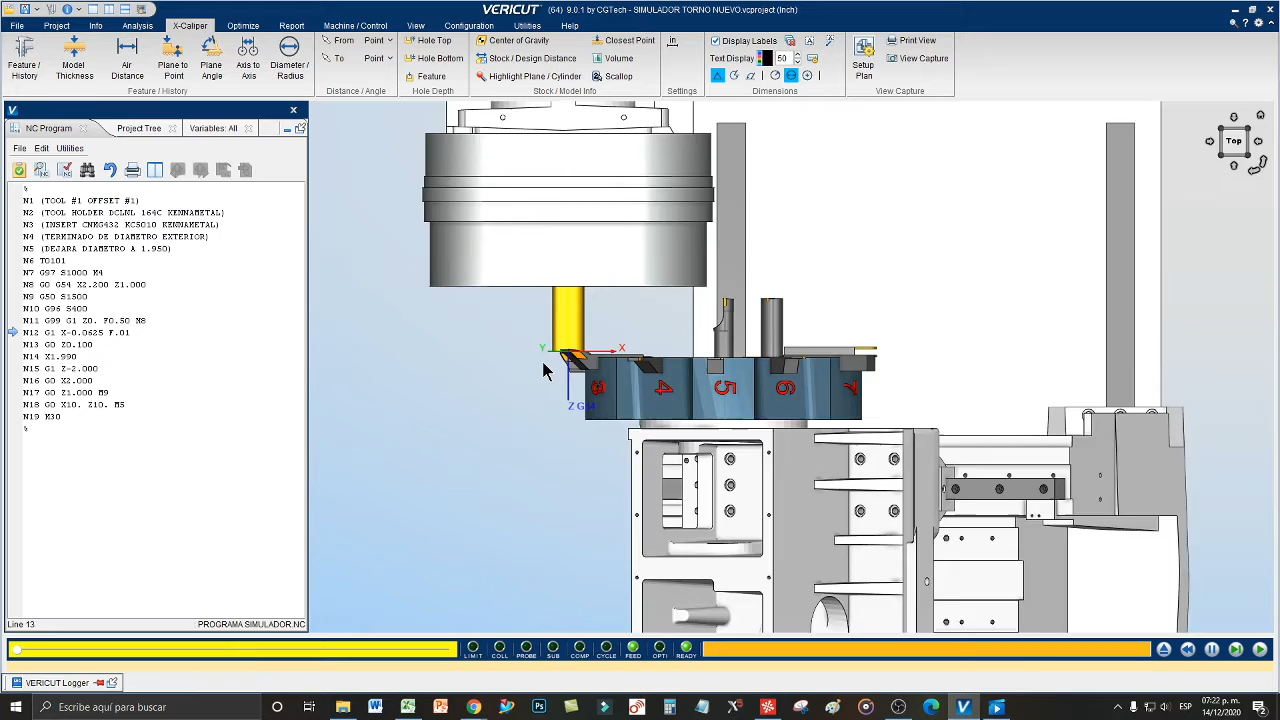 VERICUT (64) 9.0.1 by CGTech - SIMULADOR TORNO NUEVO.vcproject (Inch)
File Project Info Analysis X-Caliper Optimize Report Machine / Control View Configuration Utilities Help
Feature / History
Model Thickness
Air Distance
Plane to Point
Plane Angle
Axis to Axis
Diameter / Radius
Feature / History
From Point
To Point
Distance / Angle
Hole Top
Hole Bottom
Feature
Hole Depth
Center of Gravity Closest Point
Stock / Design Distance Volume
Highlight Plane / Cylinder Scallop
Stock / Model Info
in
Settings
Display Labels
Text Display 50
Dimensions
Setup Plan
Print View
View Capture
View Capture
V
NC Program Project Tree Variables: All
File Edit Utilities
%
N1 (TOOL #1 OFFSET #1)
N2 (TOOL HOLDER DCLNL 164C KENNAMETAL)
N3 (INSERT CNMG432 KC5010 KENNAMETAL)
N4 (TERMINADO DE DIAMETRO EXTERIOR)
N5 (DEJARA DIAMETRO A 1.950)
N6 T0101
N7 G97 S1000 M4
N8 G0 G54 X2.200 Z1.000
N9 G50 S1500
N10 G96 S400
N11 G99 G1 Z0. F0.50 M8
N12 G1 X-0.0625 F.01
N13 G0 Z0.100
N14 X1.990
N15 G1 Z-2.000
N16 G0 X2.000
N17 G0 Z1.000 M9
N18 G0 X10. Z10. M5
N19 M30
%
Line 13 PROGRAMA SIMULADOR.NC
Top
Y X
Z G54
3 4 5 6 7
LIMIT COLL PROBE SUB COMP CYCLE FEED OPTI READY
VERICUT Logger
Escribe aquí para buscar
ESP
07:22 p. m.
14/12/2020